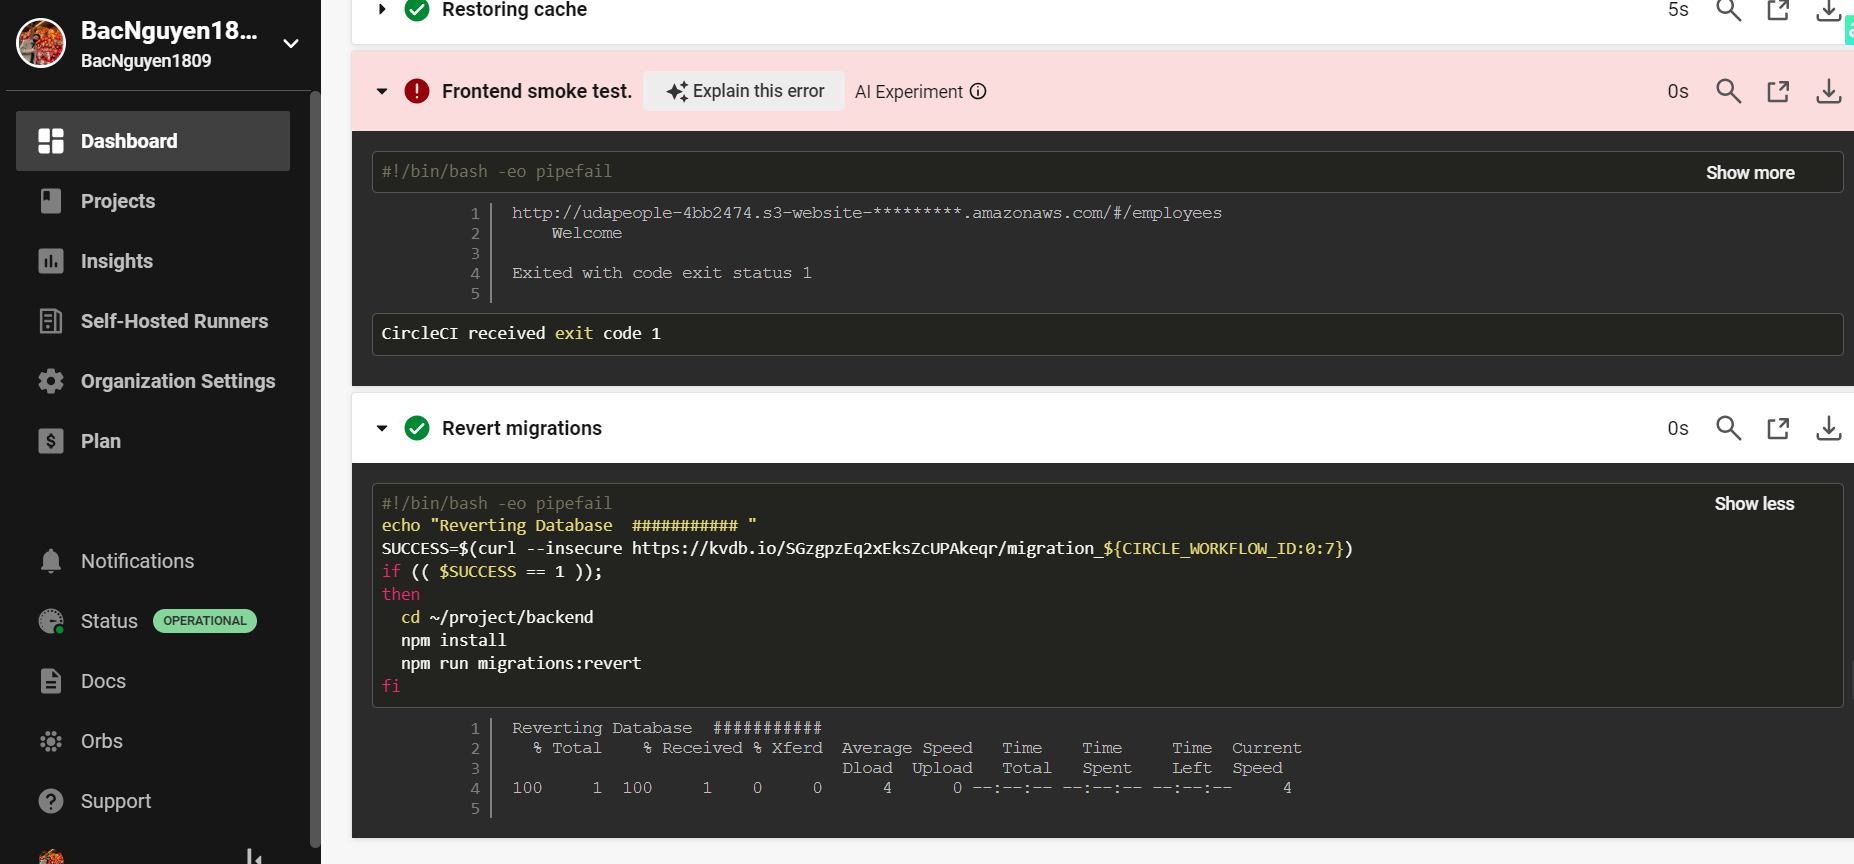 BacNguyen18...
BacNguyen1809
Dashboard
Projects
Insights
Self-Hosted Runners
Organization Settings
$ Plan
Notifications
Status OPERATIONAL
Docs
Orbs
? Support
Restoring cache 5s
! Frontend smoke test. Explain this error AI Experiment 0s
#!/bin/bash -eo pipefail Show more
1 http://udapeople-4bb2474.s3-website-*********.amazonaws.com/#/employees
2 Welcome
3
4 Exited with code exit status 1
5
CircleCI received exit code 1
Revert migrations 0s
#!/bin/bash -eo pipefail Show less
echo "Reverting Database  ########### "
SUCCESS=$(curl --insecure https://kvdb.io/SGzgpzEq2xEksZcUPAkeqr/migration_${CIRCLE_WORKFLOW_ID:0:7})
if (( $SUCCESS == 1 ));
then
cd ~/project/backend
npm install
npm run migrations:revert
fi
1 Reverting Database  ###########
2 % Total % Received % Xferd Average Speed Time Time Time Current
3 Dload Upload Total Spent Left Speed
4 100 1 100 1 0 0 4 0 --:--:-- --:--:-- --:--:-- 4
5